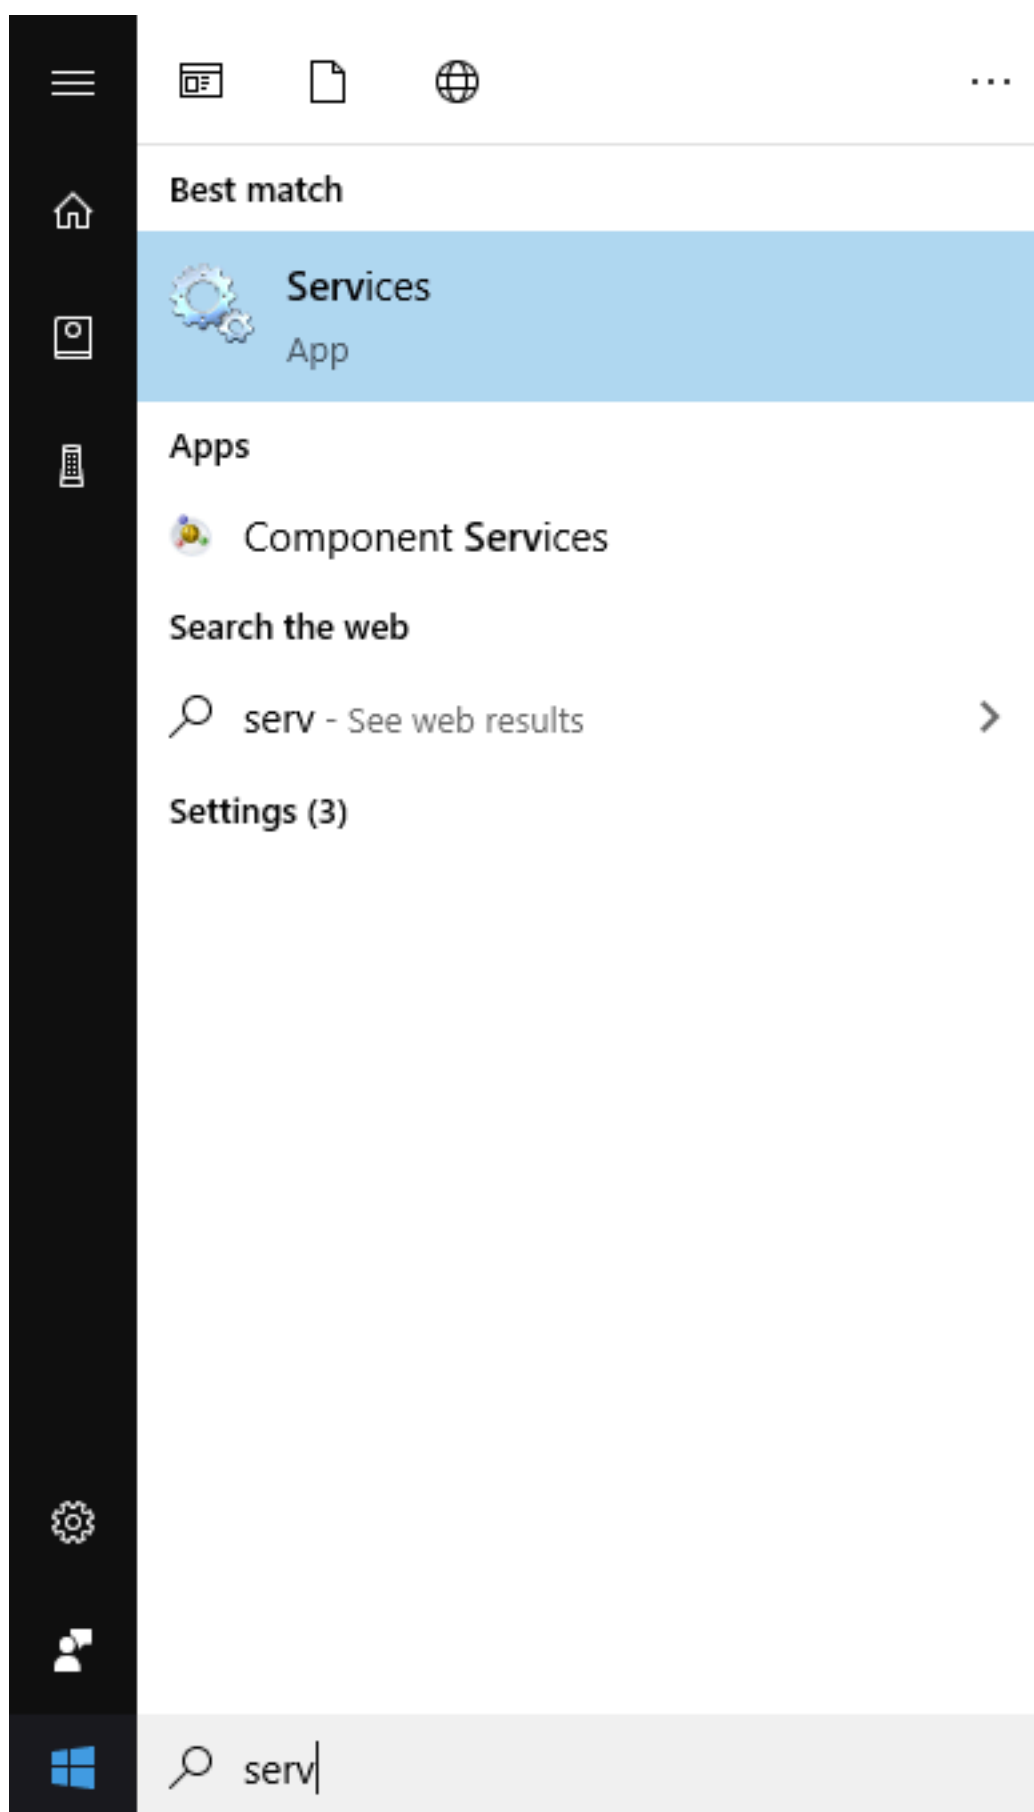 Best match
Services
App
Apps
Component Services
Search the web
serv - See web results
Settings (3)
serv